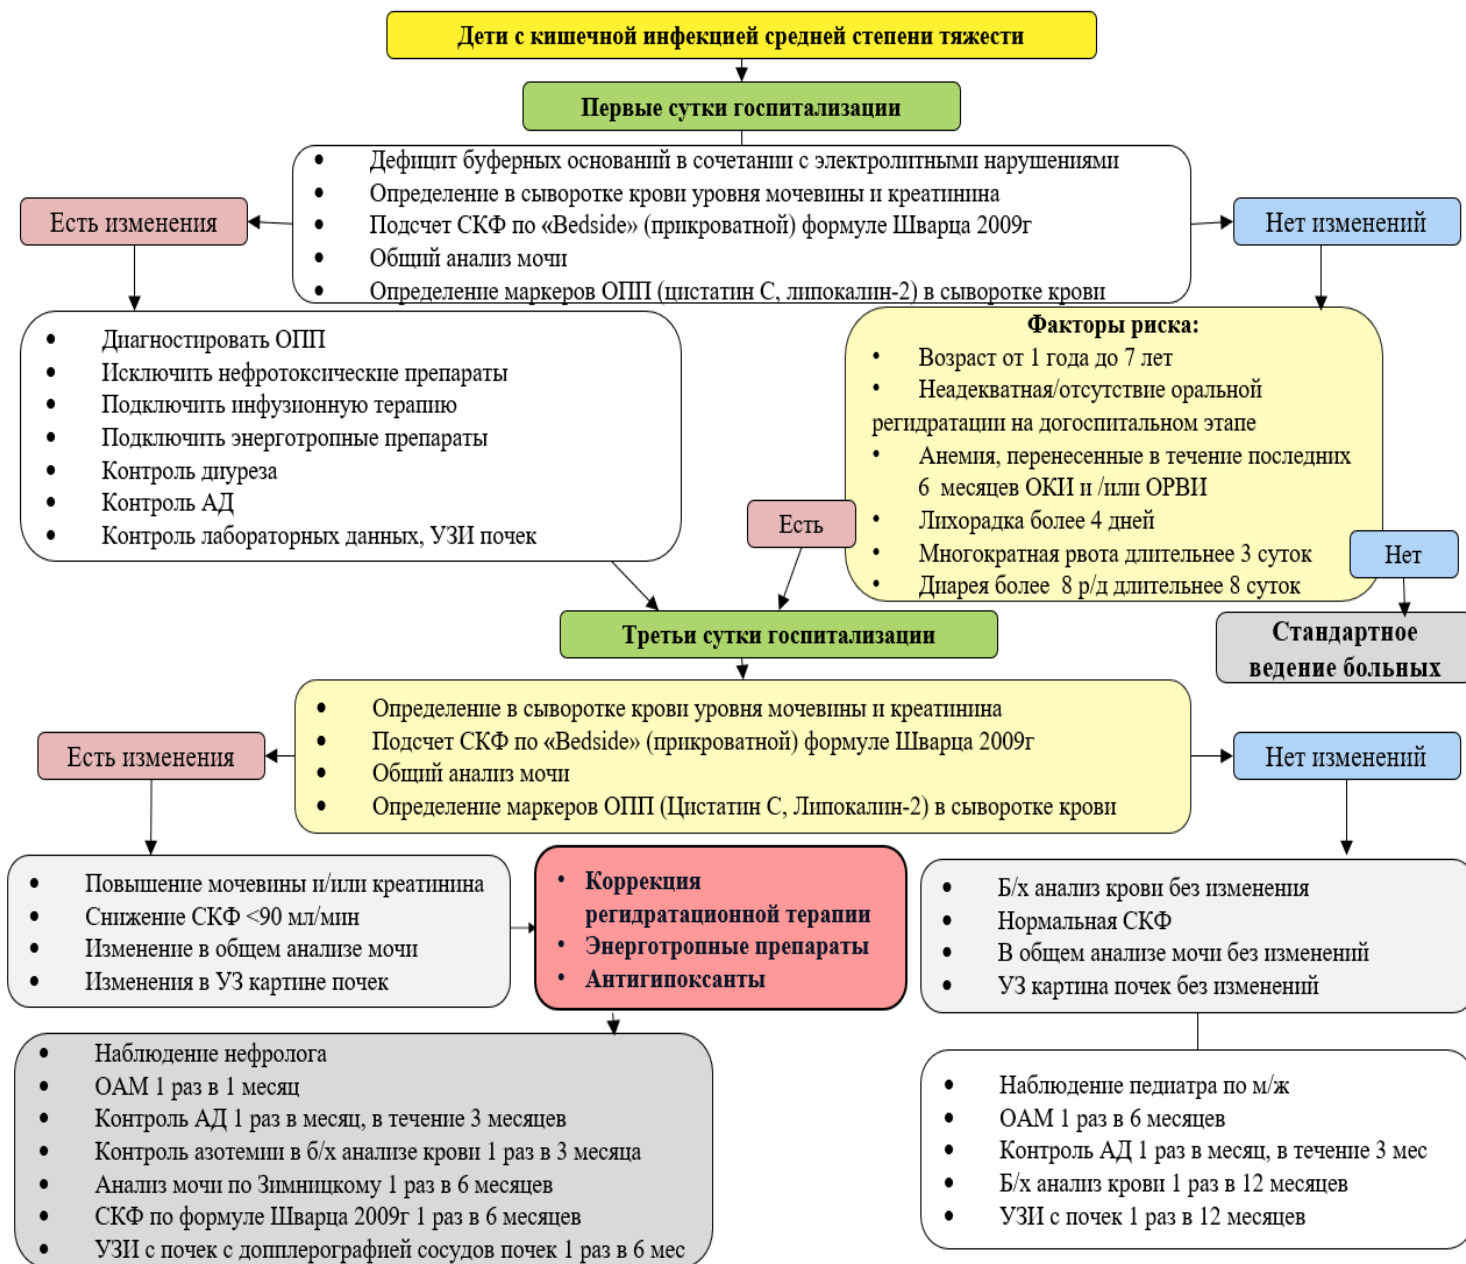 Дети с кишечной инфекцией средней степени тяжести
Первые сутки госпитализации
• Дефицит буферных оснований в сочетании с электролитными нарушениями
• Определение в сыворотке крови уровня мочевины и креатинина
• Подсчет СКФ по «Bedside» (прикроватной) формуле Шварца 2009г
• Общий анализ мочи
• Определение маркеров ОПП (цистатин С, липокалин-2) в сыворотке крови
Есть изменения
Нет изменений
• Диагностировать ОПП
• Исключить нефротоксические препараты
• Подключить инфузионную терапию
• Подключить энерготропные препараты
• Контроль диуреза
• Контроль АД
• Контроль лабораторных данных, УЗИ почек
Факторы риска:
• Возраст от 1 года до 7 лет
• Неадекватная/отсутствие оральной
регидратации на догоспитальном этапе
• Анемия, перенесенные в течение последних
6 месяцев ОКИ и /или ОРВИ
• Лихорадка более 4 дней
• Многократная рвота длительнее 3 суток
• Диарея более 8 р/д длительнее 8 суток
Есть
Нет
Стандартное
ведение больных
Третьи сутки госпитализации
• Определение в сыворотке крови уровня мочевины и креатинина
• Подсчет СКФ по «Bedside» (прикроватной) формуле Шварца 2009г
• Общий анализ мочи
• Определение маркеров ОПП (Цистатин С, Липокалин-2) в сыворотке крови
Есть изменения
Нет изменений
• Повышение мочевины и/или креатинина
• Снижение СКФ <90 мл/мин
• Изменение в общем анализе мочи
• Изменения в УЗ картине почек
• Коррекция
регидратационной терапии
• Энерготропные препараты
• Антигипоксанты
• Б/х анализ крови без изменения
• Нормальная СКФ
• В общем анализе мочи без изменений
• УЗ картина почек без изменений
• Наблюдение нефролога
• ОАМ 1 раз в 1 месяц
• Контроль АД 1 раз в месяц, в течение 3 месяцев
• Контроль азотемии в б/х анализе крови 1 раз в 3 месяца
• Анализ мочи по Зимницкому 1 раз в 6 месяцев
• СКФ по формуле Шварца 2009г 1 раз в 6 месяцев
• УЗИ с почек с допплерографией сосудов почек 1 раз в 6 мес
• Наблюдение педиатра по м/ж
• ОАМ 1 раз в 6 месяцев
• Контроль АД 1 раз в месяц, в течение 3 мес
• Б/х анализ крови 1 раз в 12 месяцев
• УЗИ с почек 1 раз в 12 месяцев